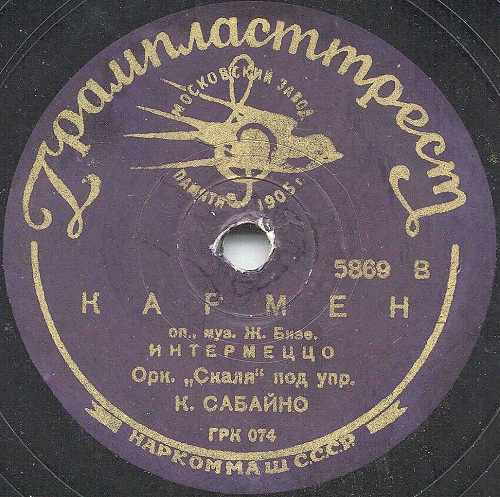 Грампласттрест
МОСКОВСКИЙ ЗАВОД
ПАМЯТИ 1905 г.
5869 В
КАРМЕН
оп., муз. Ж. Бизе.
ИНТЕРМЕЦЦО
Орк. „Скаля" под упр.
К. САБАЙНО
ГРК 074
НАРКОММАШ СССР